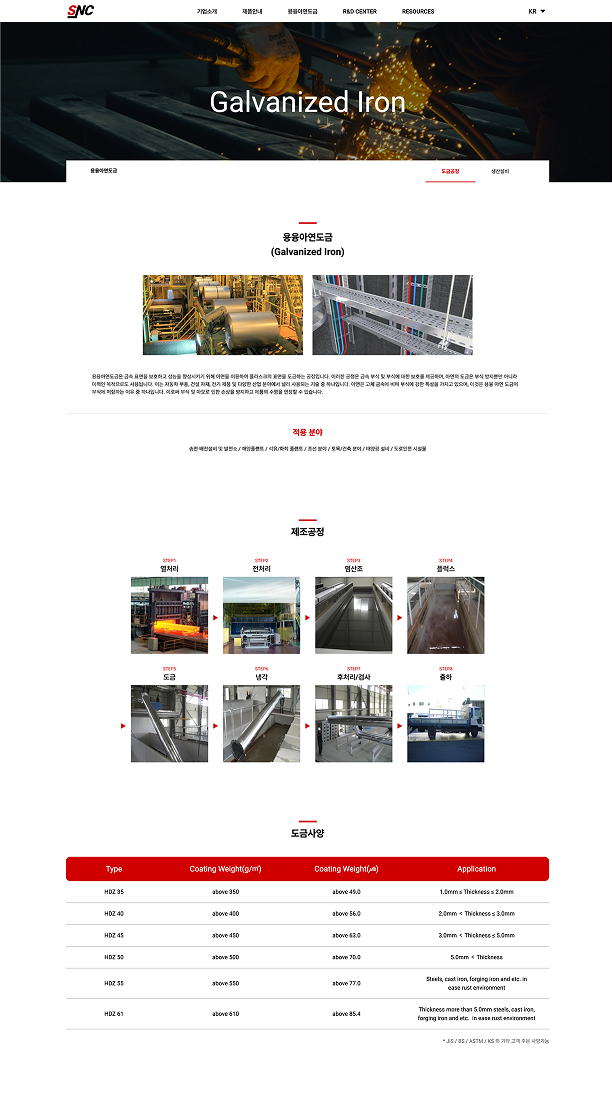 SNC
기업소개 제품안내 용융아연도금 R&D CENTER RESOURCES KR
Galvanized Iron
용융아연도금 도금공정 생산설비
용융아연도금
(Galvanized Iron)
용융아연도금은 금속 표면을 보호하고 성능을 향상시키기 위해 아연을 이용하여 플러스크의 표면을 도금하는 공정입니다. 이러한 공정은 금속 부식 및 부식에 대한 보호를 제공하며, 아연의 도금은 부식 방지뿐만 아니라
미적인 목적으로도 사용됩니다. 이는 자동차 부품, 건설 자재, 전기 제품 및 다양한 산업 분야에서 널리 사용되는 기술 중 하나입니다. 아연은 고체 금속에 비해 부식에 강한 특성을 가지고 있으며, 이것은 용융 아연 도금이
부식에 저항하는 이유 중 하나입니다. 이로써 부식 및 마모로 인한 손상을 방지하고 제품의 수명을 연장할 수 있습니다.
적용 분야
송전·배전설비 및 발전소 / 해양플랜트 / 석유/화학 플랜트 / 조선 분야 / 토목/건축 분야 / 태양광 설비 / 도로안전 시설물
제조공정
STEP1 STEP2 STEP3 STEP4
열처리 전처리 염산조 플럭스
STEP5 STEP6 STEP7 STEP8
도금 냉각 후처리/검사 출하
도금사양
Type Coating Weight(g/㎡) Coating Weight(㎛) Application
HDZ 35 above 350 above 49.0 1.0mm ≤ Thickness ≤ 2.0mm
HDZ 40 above 400 above 56.0 2.0mm < Thickness ≤ 3.0mm
HDZ 45 above 450 above 63.0 3.0mm < Thickness ≤ 5.0mm
HDZ 50 above 500 above 70.0 5.0mm < Thickness
HDZ 55 above 550 above 77.0 Steels, cast iron, forging iron and etc. in
ease rust environment
HDZ 61 above 610 above 85.4 Thickness more than 5.0mm steels, cast iron,
forging iron and etc. in ease rust environment
* JIS / BS / ASTM / KS 외 기타 고객 주문 사양가능